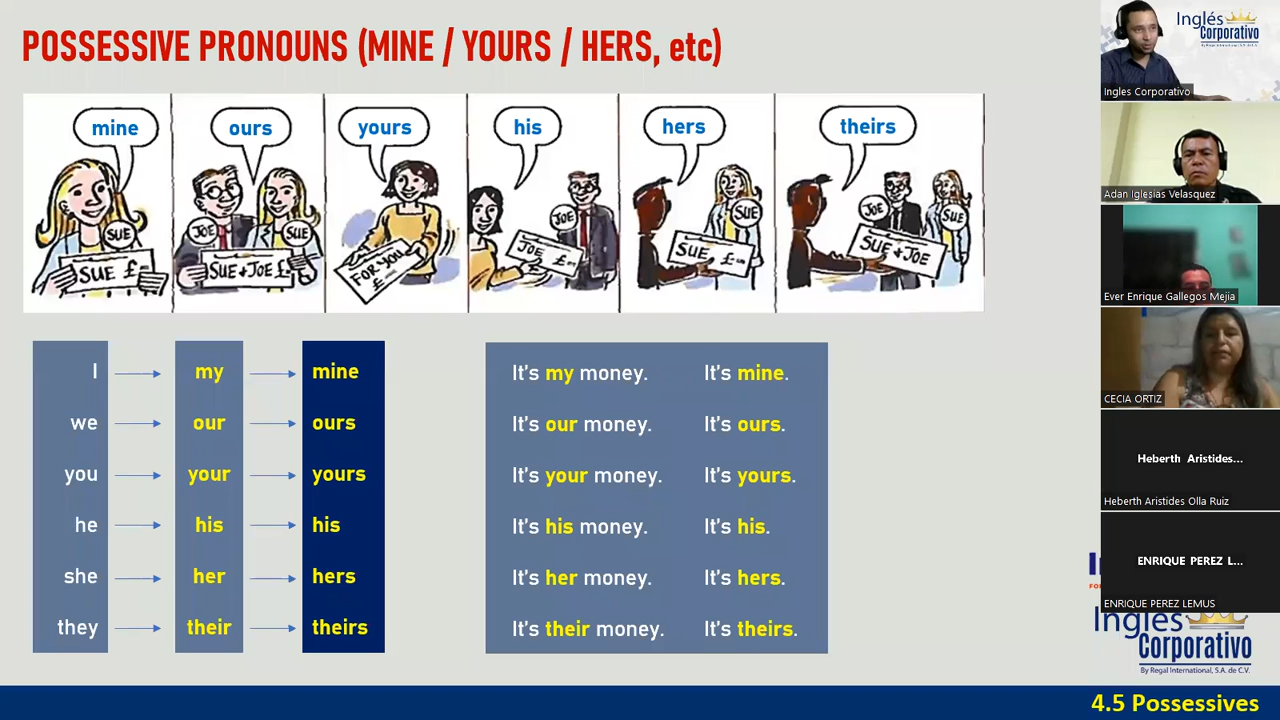 POSSESSIVE PRONOUNS (MINE / YOURS / HERS, etc)
mine
ours
yours
his
hers
theirs
SUE
SUE £
JOE
SUE
SUE + JOE £
FOR YOU
£
JOE
JOE £
SUE
SUE £
JOE
SUE
SUE + JOE
I my mine
we our ours
you your yours
he his his
she her hers
they their theirs
It's my money. It's mine.
It's our money. It's ours.
It's your money. It's yours.
It's his money. It's his.
It's her money. It's hers.
It's their money. It's theirs.
Inglés
Corporativo
By Regal International, S.A. de C.V.
Ingles Corporativo
Adan Iglesias Velasquez
Ever Enrique Gallegos Mejia
CECIA ORTIZ
Heberth Aristides...
Heberth Aristides Olla Ruiz
ENRIQUE PEREZ L...
ENRIQUE PEREZ LEMUS
Inglés
Corporativo
By Regal International, S.A. de C.V.
4.5 Possessives